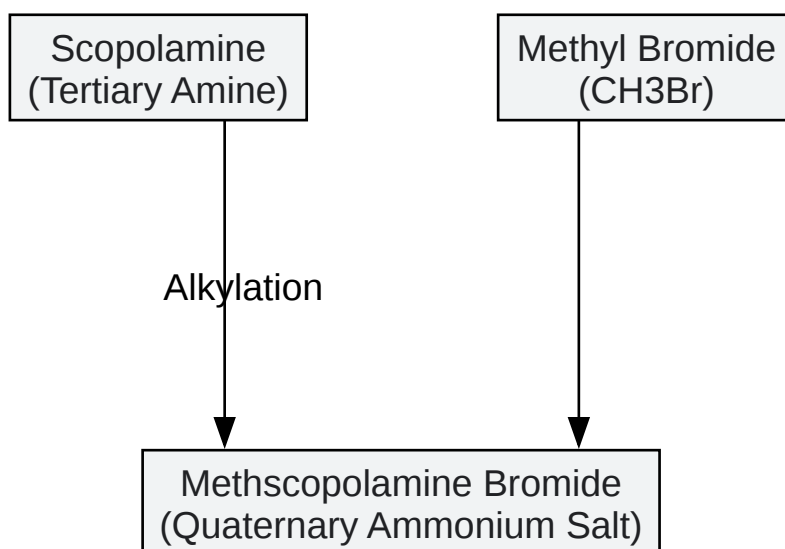 Scopolamine
(Tertiary Amine)
Methyl Bromide
(CH3Br)
Alkylation
Methscopolamine Bromide
(Quaternary Ammonium Salt)